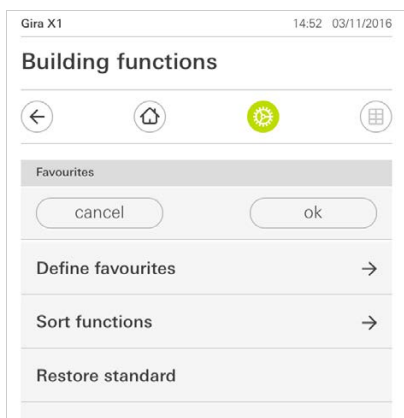 Gira X1 14:52 03/11/2016
Building functions
Favourites
cancel ok
Define favourites
Sort functions
Restore standard